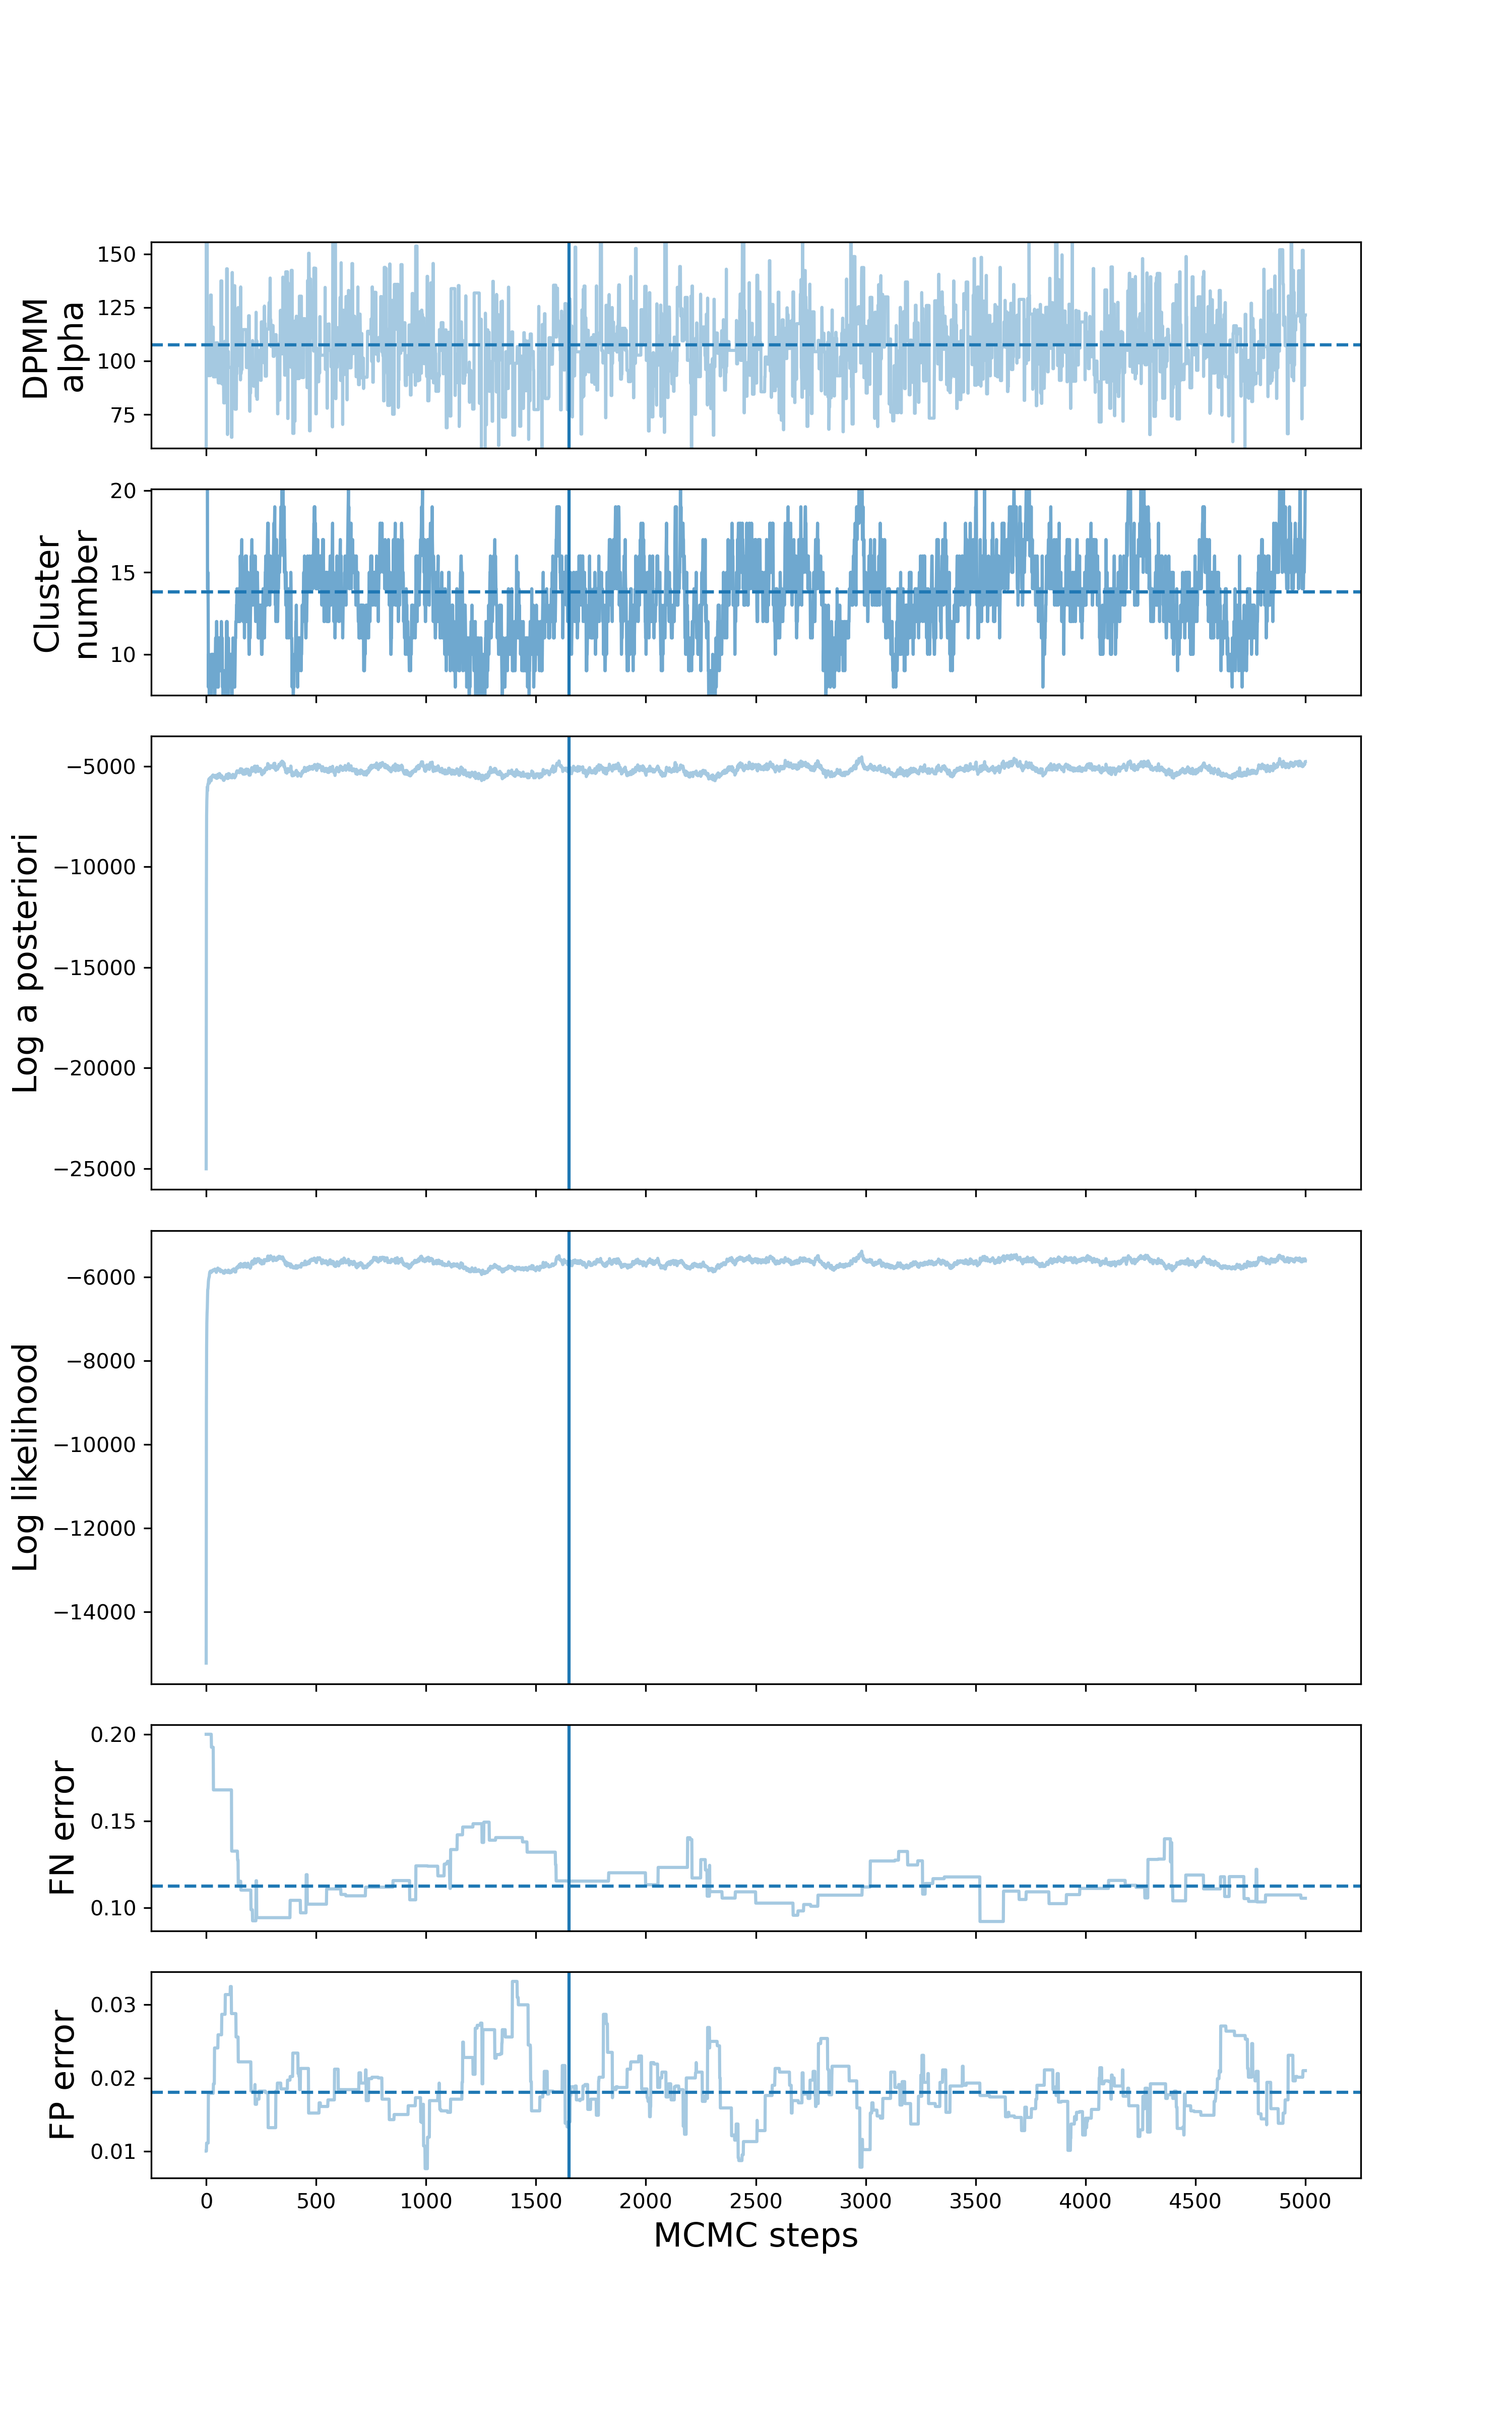 DPMM
alpha
150
125
100
75
Cluster
number
20
15
10
Log a posteriori
−5000
−10000
−15000
−20000
−25000
Log likelihood
−6000
−8000
−10000
−12000
−14000
FN error
0.20
0.15
0.10
FP error
0.03
0.02
0.01
0 500 1000 1500 2000 2500 3000 3500 4000 4500 5000
MCMC steps